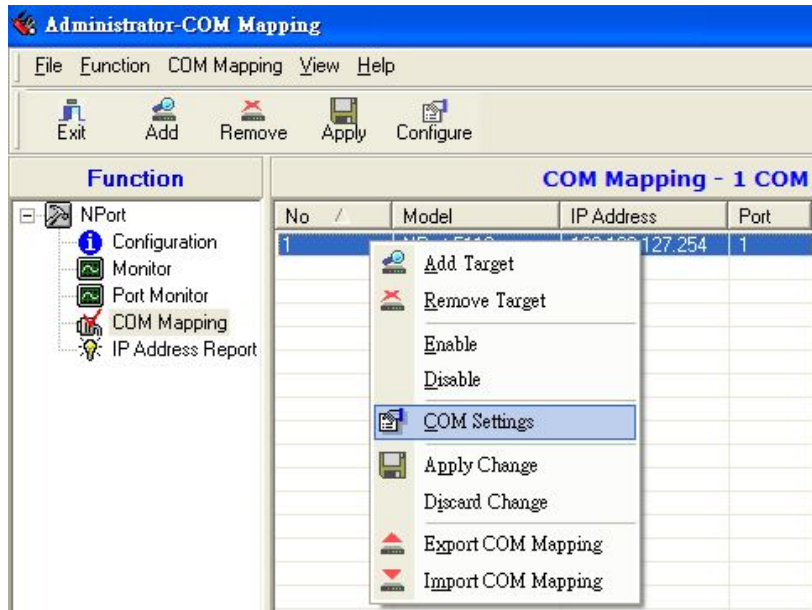 Administrator-COM Mapping
File Function COM Mapping View Help
Exit Add Remove Apply Configure
Function
COM Mapping - 1 COM
NPort
Configuration
Monitor
Port Monitor
COM Mapping
IP Address Report
No Model IP Address Port
1 127.254 1
Add Target
Remove Target
Enable
Disable
COM Settings
Apply Change
Discard Change
Export COM Mapping
Import COM Mapping